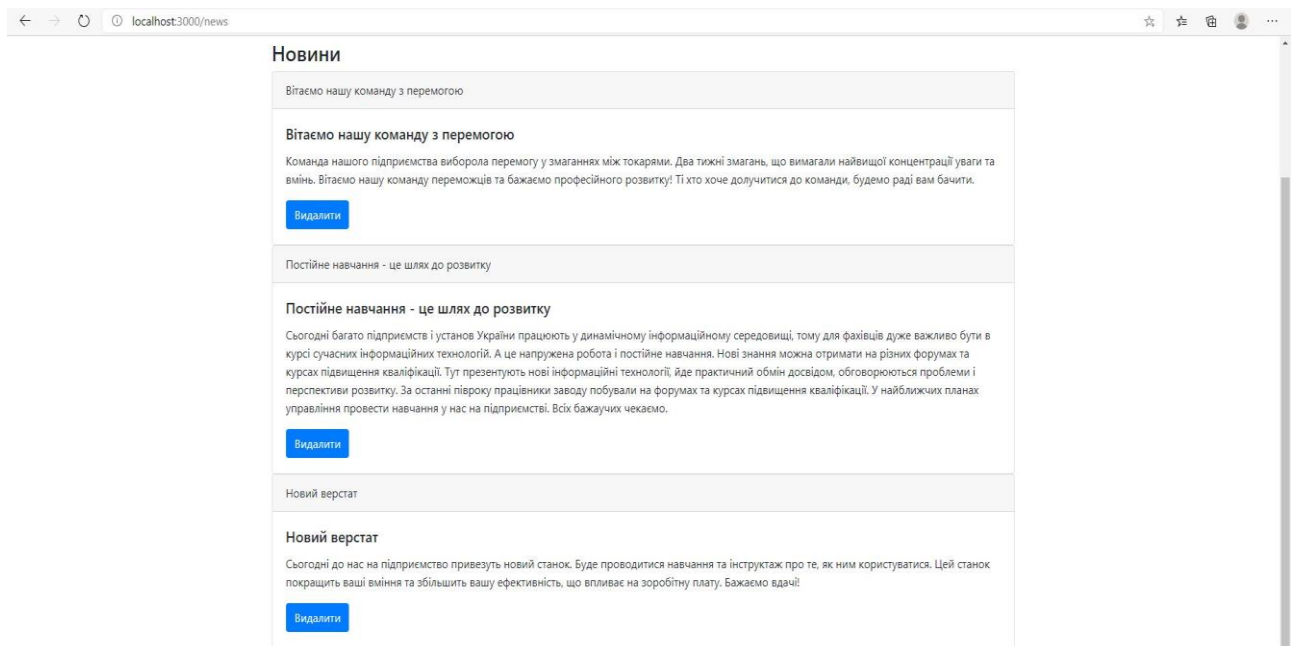 localhost:3000/news
Новини
Вітаємо нашу команду з перемогою
Вітаємо нашу команду з перемогою
Команда нашого підприємства виборола перемогу у змаганнях між токарями. Два тижні змагань, що вимагали найвищої концентрації уваги та
вмінь. Вітаємо нашу команду переможців та бажаємо професійного розвитку! Ті хто хоче долучитися до команди, будемо раді вам бачити.
Видалити
Постійне навчання - це шлях до розвитку
Постійне навчання - це шлях до розвитку
Сьогодні багато підприємств і установ України працюють у динамічному інформаційному середовищі, тому для фахівців дуже важливо бути в
курсі сучасних інформаційних технологій. А це напружена робота і постійне навчання. Нові знання можна отримати на різних форумах та
курсах підвищення кваліфікації. Тут презентують нові інформаційні технології, йде практичний обмін досвідом, обговорюються проблеми і
перспективи розвитку. За останні півроку працівники заводу побували на форумах та курсах підвищення кваліфікації. У найближчих планах
управління провести навчання у нас на підприємстві. Всіх бажаучих чекаємо.
Видалити
Новий верстат
Новий верстат
Сьогодні до нас на підприємство привезуть новий станок. Буде проводитися навчання та інструктаж про те, як ним користуватися. Цей станок
покращить ваші вміння та збільшить вашу ефективність, що впливає на зоробітну плату. Бажаємо вдачі!
Видалити